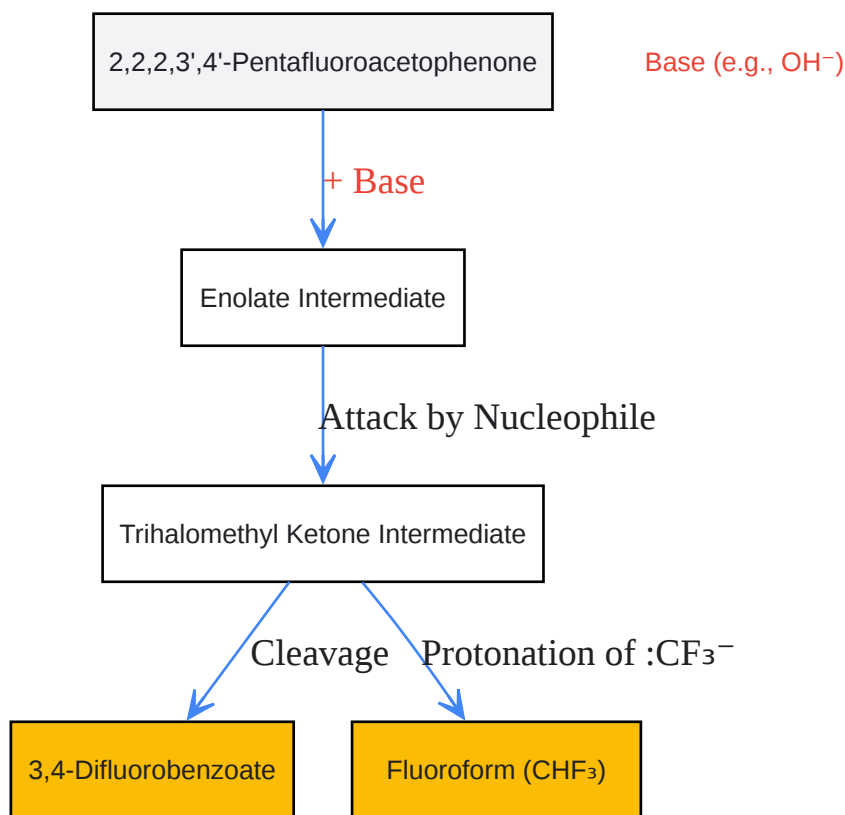 2,2,2,3',4'-Pentafluoroacetophenone
Base (e.g., OH⁻)
+ Base
Enolate Intermediate
Attack by Nucleophile
Trihalomethyl Ketone Intermediate
Cleavage
Protonation of :CF₃⁻
3,4-Difluorobenzoate
Fluoroform (CHF₃)